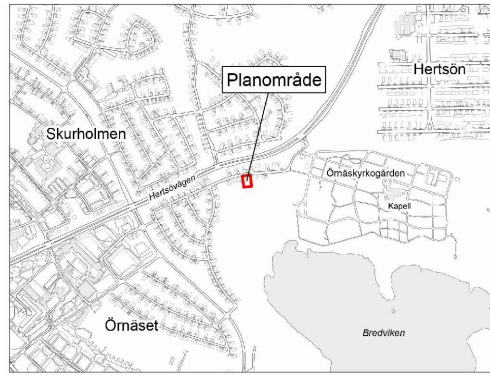 Hertsön
Planområde
Skurholmen
Hertsövägen
Örnäskyrkogården
Kapell
Örnäset
Bredviken